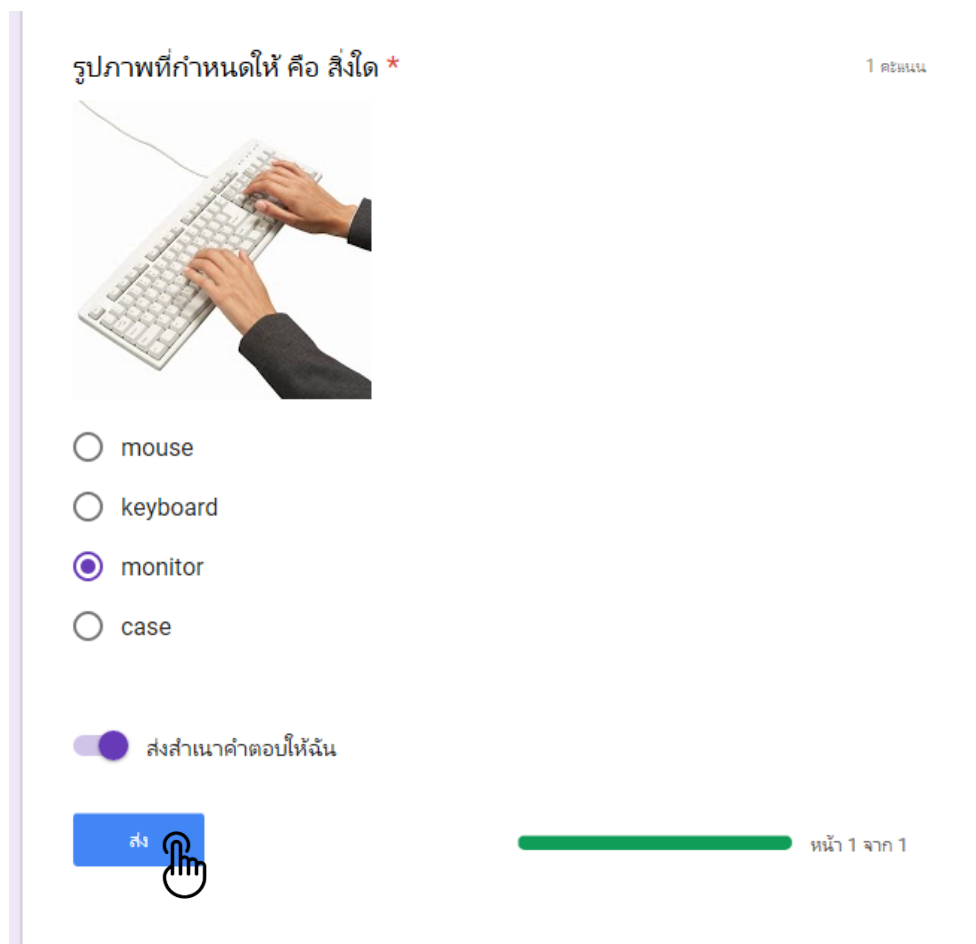 รูปภาพที่กำหนดให้ คือ สิ่งใด * 1 คะแนน
mouse
keyboard
monitor
case
ส่งสำเนาคำตอบให้ฉัน
ส่ง หน้า 1 จาก 1